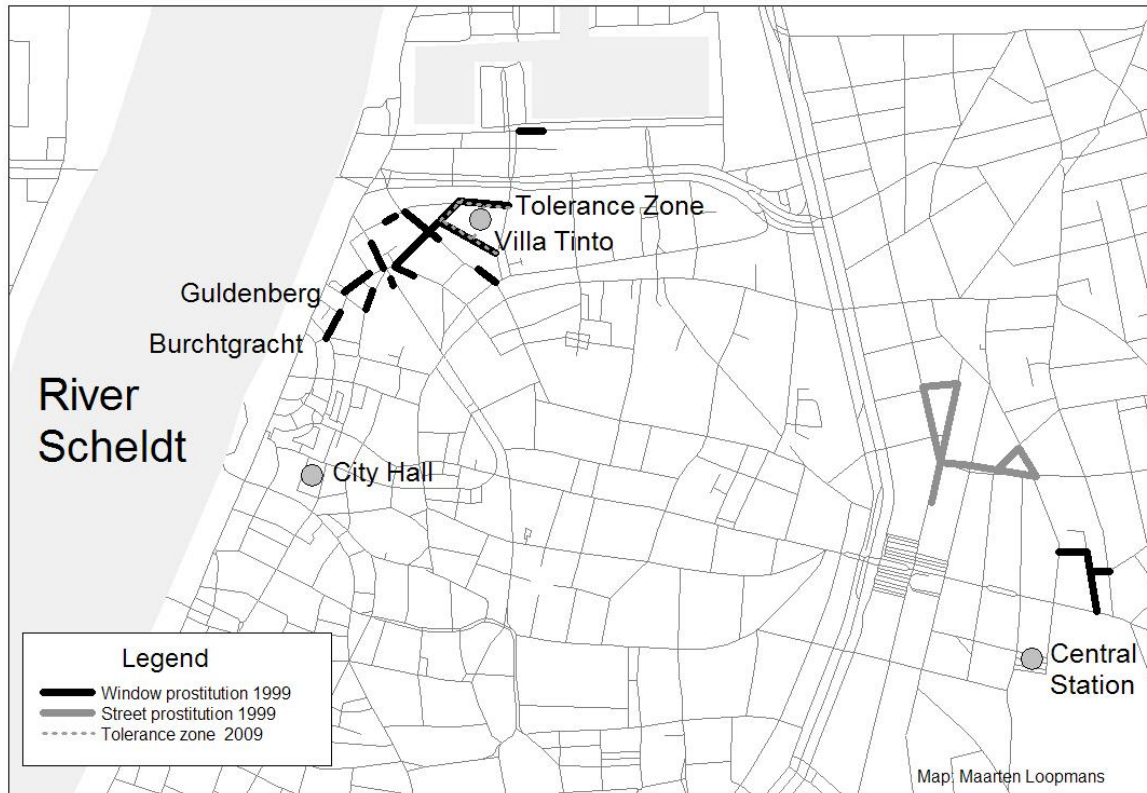 Tolerance Zone
Villa Tinto
Guldenberg
Burchtgracht
River
Scheldt
City Hall
Central
Station
Legend
Window prostitution 1999
Street prostitution 1999
Tolerance zone 2009
Map: Maarten Loopmans